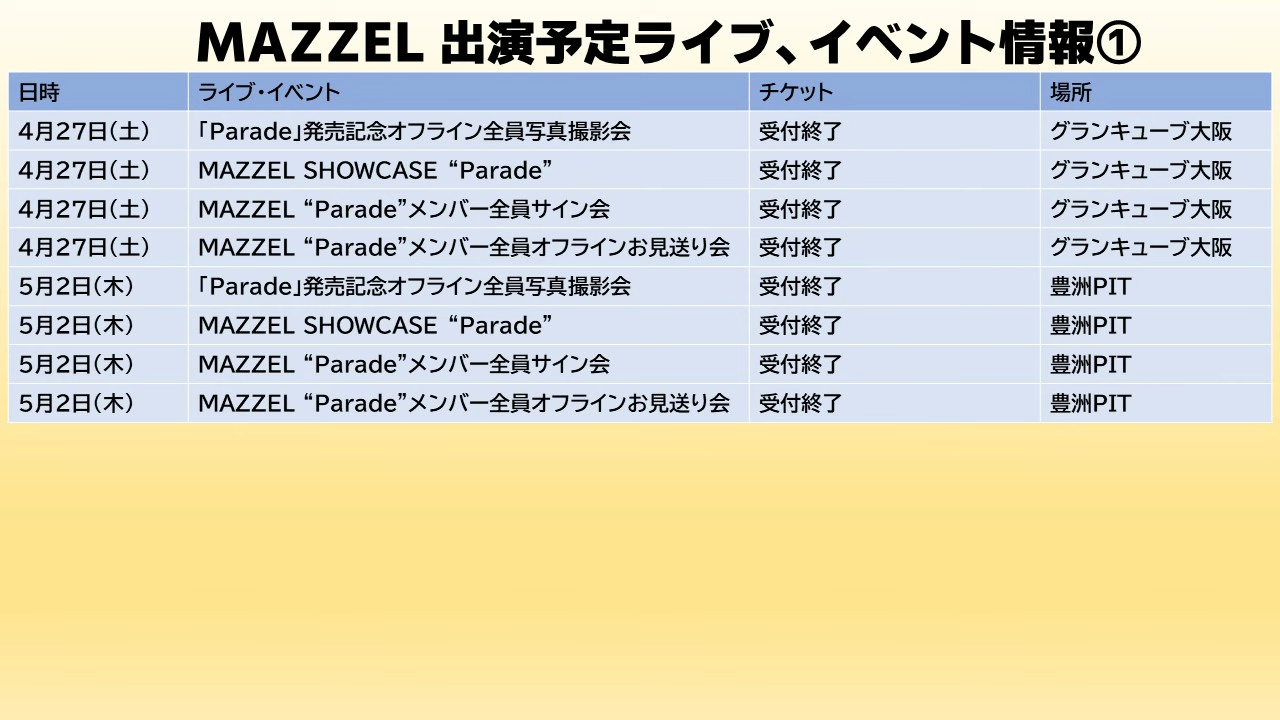 MAZZEL 出演予定ライブ、イベント情報①
日時 ライブ・イベント チケット 場所
4月27日(土) 「Parade」発売記念オフライン全員写真撮影会 受付終了 グランキューブ大阪
4月27日(土) MAZZEL SHOWCASE “Parade” 受付終了 グランキューブ大阪
4月27日(土) MAZZEL “Parade”メンバー全員サイン会 受付終了 グランキューブ大阪
4月27日(土) MAZZEL “Parade”メンバー全員オフラインお見送り会 受付終了 グランキューブ大阪
5月2日(木) 「Parade」発売記念オフライン全員写真撮影会 受付終了 豊洲PIT
5月2日(木) MAZZEL SHOWCASE “Parade” 受付終了 豊洲PIT
5月2日(木) MAZZEL “Parade”メンバー全員サイン会 受付終了 豊洲PIT
5月2日(木) MAZZEL “Parade”メンバー全員オフラインお見送り会 受付終了 豊洲PIT